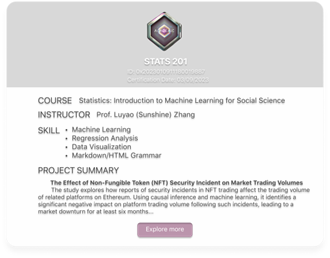 STATS 201
COURSE Statistics: Introduction to Machine Learning for Social Science
INSTRUCTOR Prof. Luyao (Sunshine) Zhang
SKILL • Machine Learning
• Regression Analysis
• Data Visualization
• Markdown/HTML Grammar
PROJECT SUMMARY
The Effect of Non-Fungible Token (NFT) Security Incident on Market Trading Volumes
The study explores how reports of security incidents in NFT trading affect the trading volume
of related platforms on Ethereum. Using causal inference and machine learning, it identifies a
significant negative impact on platform trading volume following such incidents, leading to a
market downturn for at least six months...
Explore more